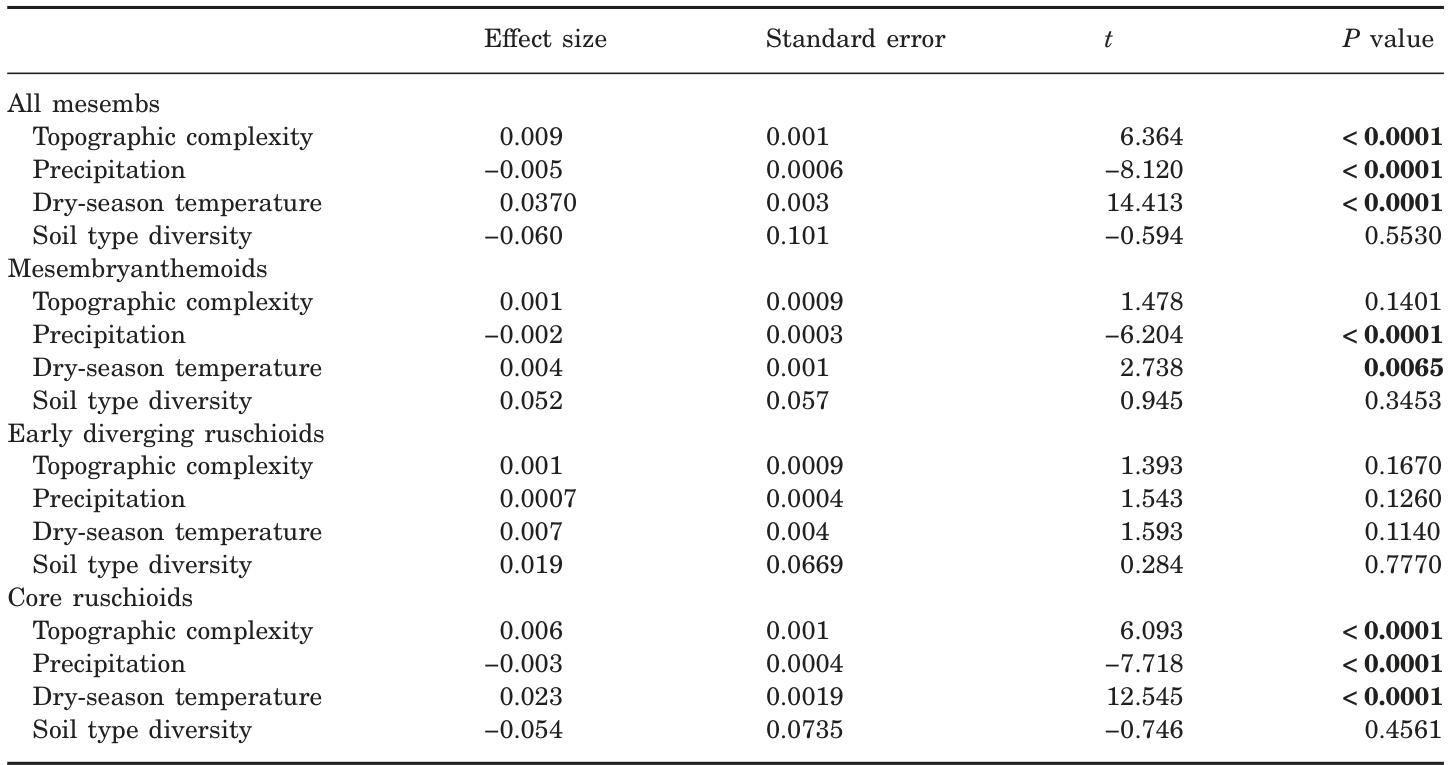 Effect size Standard error t P value
All mesembs
Topographic complexity 0.009 0.001 6.364 < 0.0001
Precipitation −0.005 0.0006 −8.120 < 0.0001
Dry-season temperature 0.0370 0.003 14.413 < 0.0001
Soil type diversity −0.060 0.101 −0.594 0.5530
Mesembryanthemoids
Topographic complexity 0.001 0.0009 1.478 0.1401
Precipitation −0.002 0.0003 −6.204 < 0.0001
Dry-season temperature 0.004 0.001 2.738 0.0065
Soil type diversity 0.052 0.057 0.945 0.3453
Early diverging ruschioids
Topographic complexity 0.001 0.0009 1.393 0.1670
Precipitation 0.0007 0.0004 1.543 0.1260
Dry-season temperature 0.007 0.004 1.593 0.1140
Soil type diversity 0.019 0.0669 0.284 0.7770
Core ruschioids
Topographic complexity 0.006 0.001 6.093 < 0.0001
Precipitation −0.003 0.0004 −7.718 < 0.0001
Dry-season temperature 0.023 0.0019 12.545 < 0.0001
Soil type diversity −0.054 0.0735 −0.746 0.4561